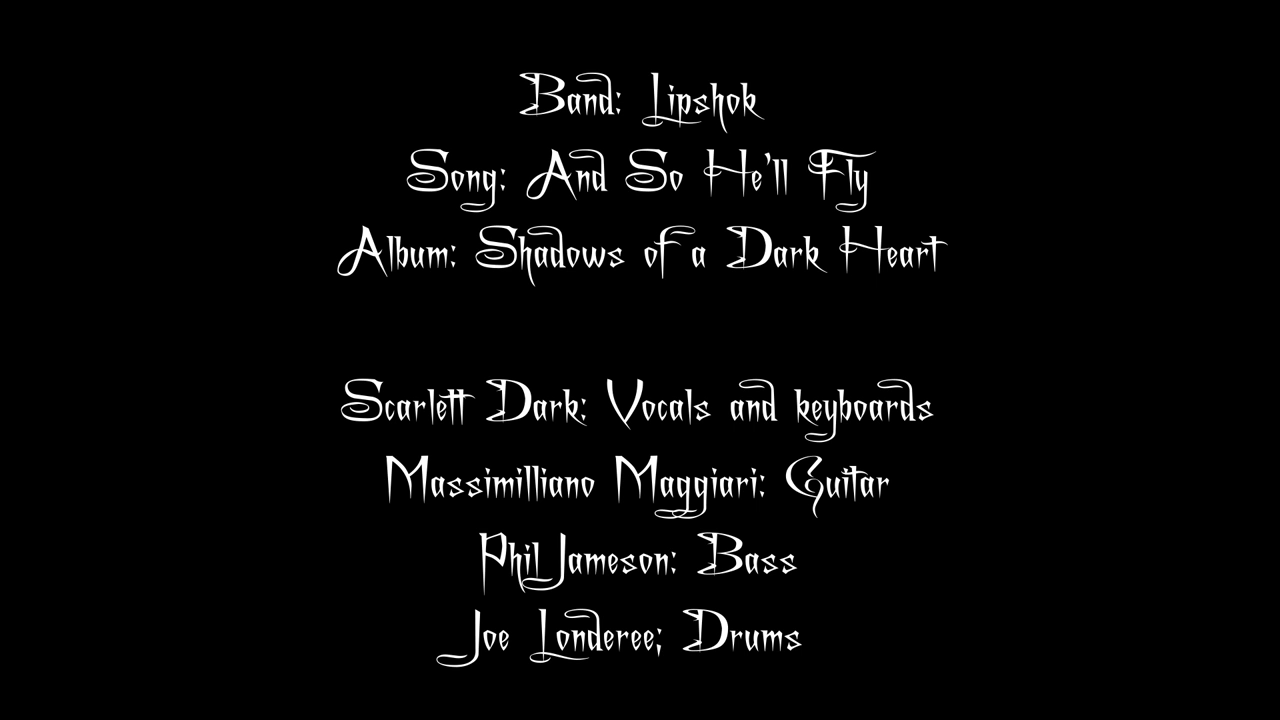 Band: Lipshok
Song: And So He'll Fly
Album: Shadows of a Dark Heart
Scarlett Dark: Vocals and keyboards
Massimilliano Maggiari: Guitar
Phil Jameson: Bass
Joe Londeree; Drums